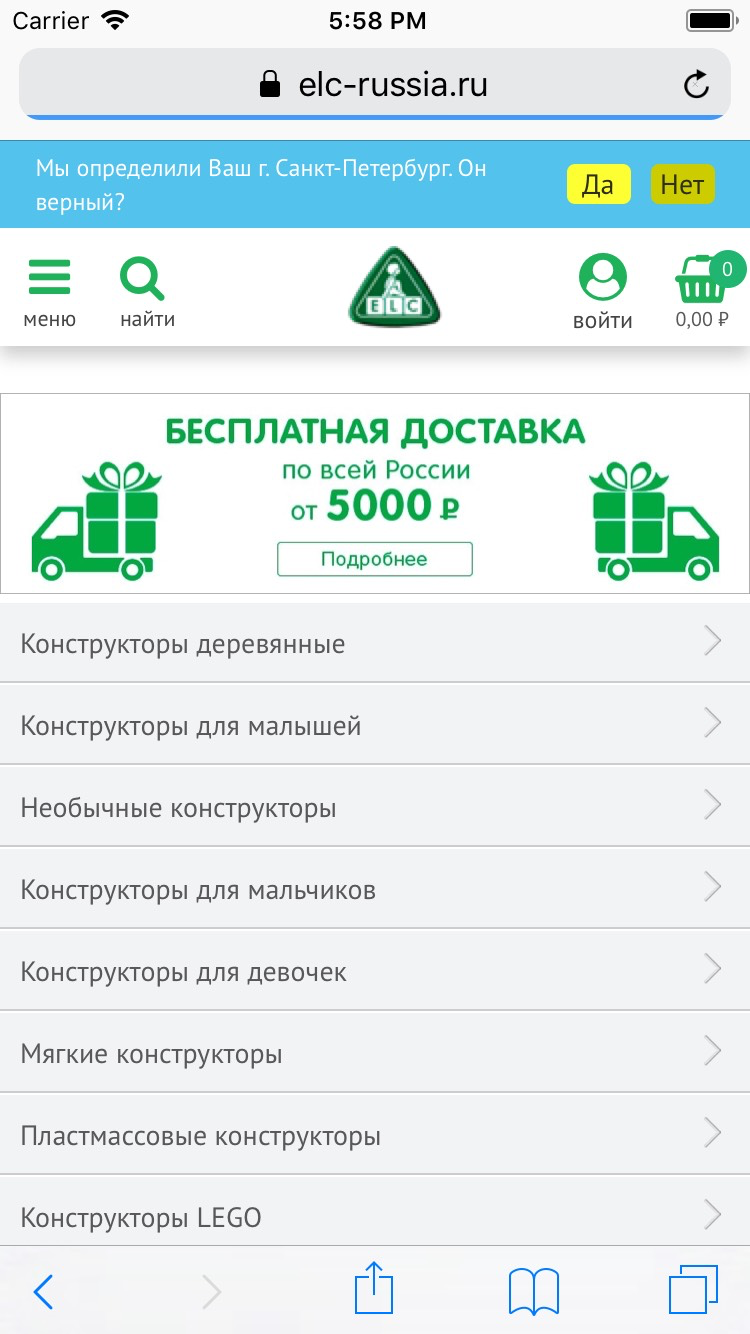 Carrier 5:58 PM
elc-russia.ru
Мы определили Ваш г. Санкт-Петербург. Он
верный?
Да Нет
меню найти ELC войти 0
0,00 ₽
БЕСПЛАТНАЯ ДОСТАВКА
по всей России
от 5000 ₽
Подробнее
Конструкторы деревянные
Конструкторы для малышей
Необычные конструкторы
Конструкторы для мальчиков
Конструкторы для девочек
Мягкие конструкторы
Пластмассовые конструкторы
Конструкторы LEGO